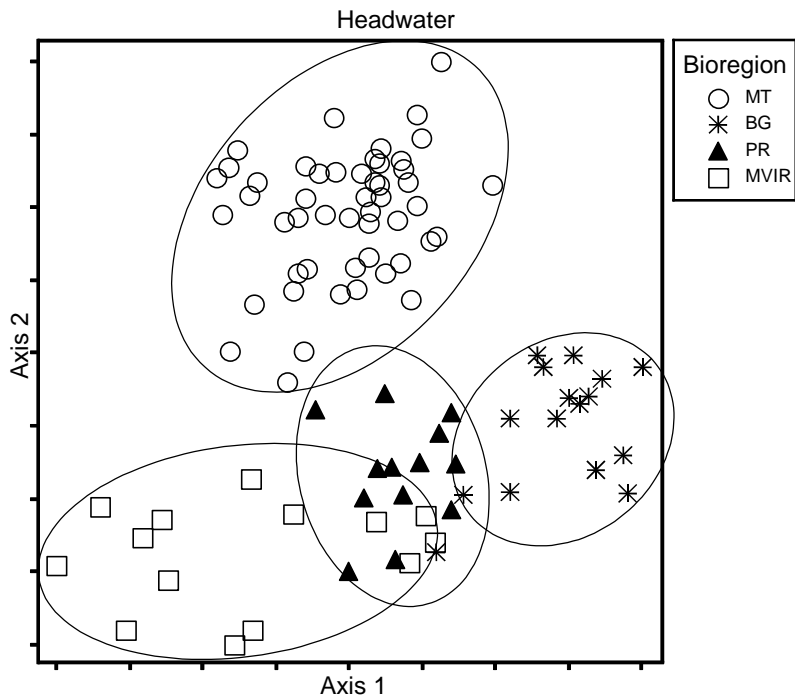 Headwater
Bioregion
MT
BG
PR
MVIR
Axis 2
Axis 1